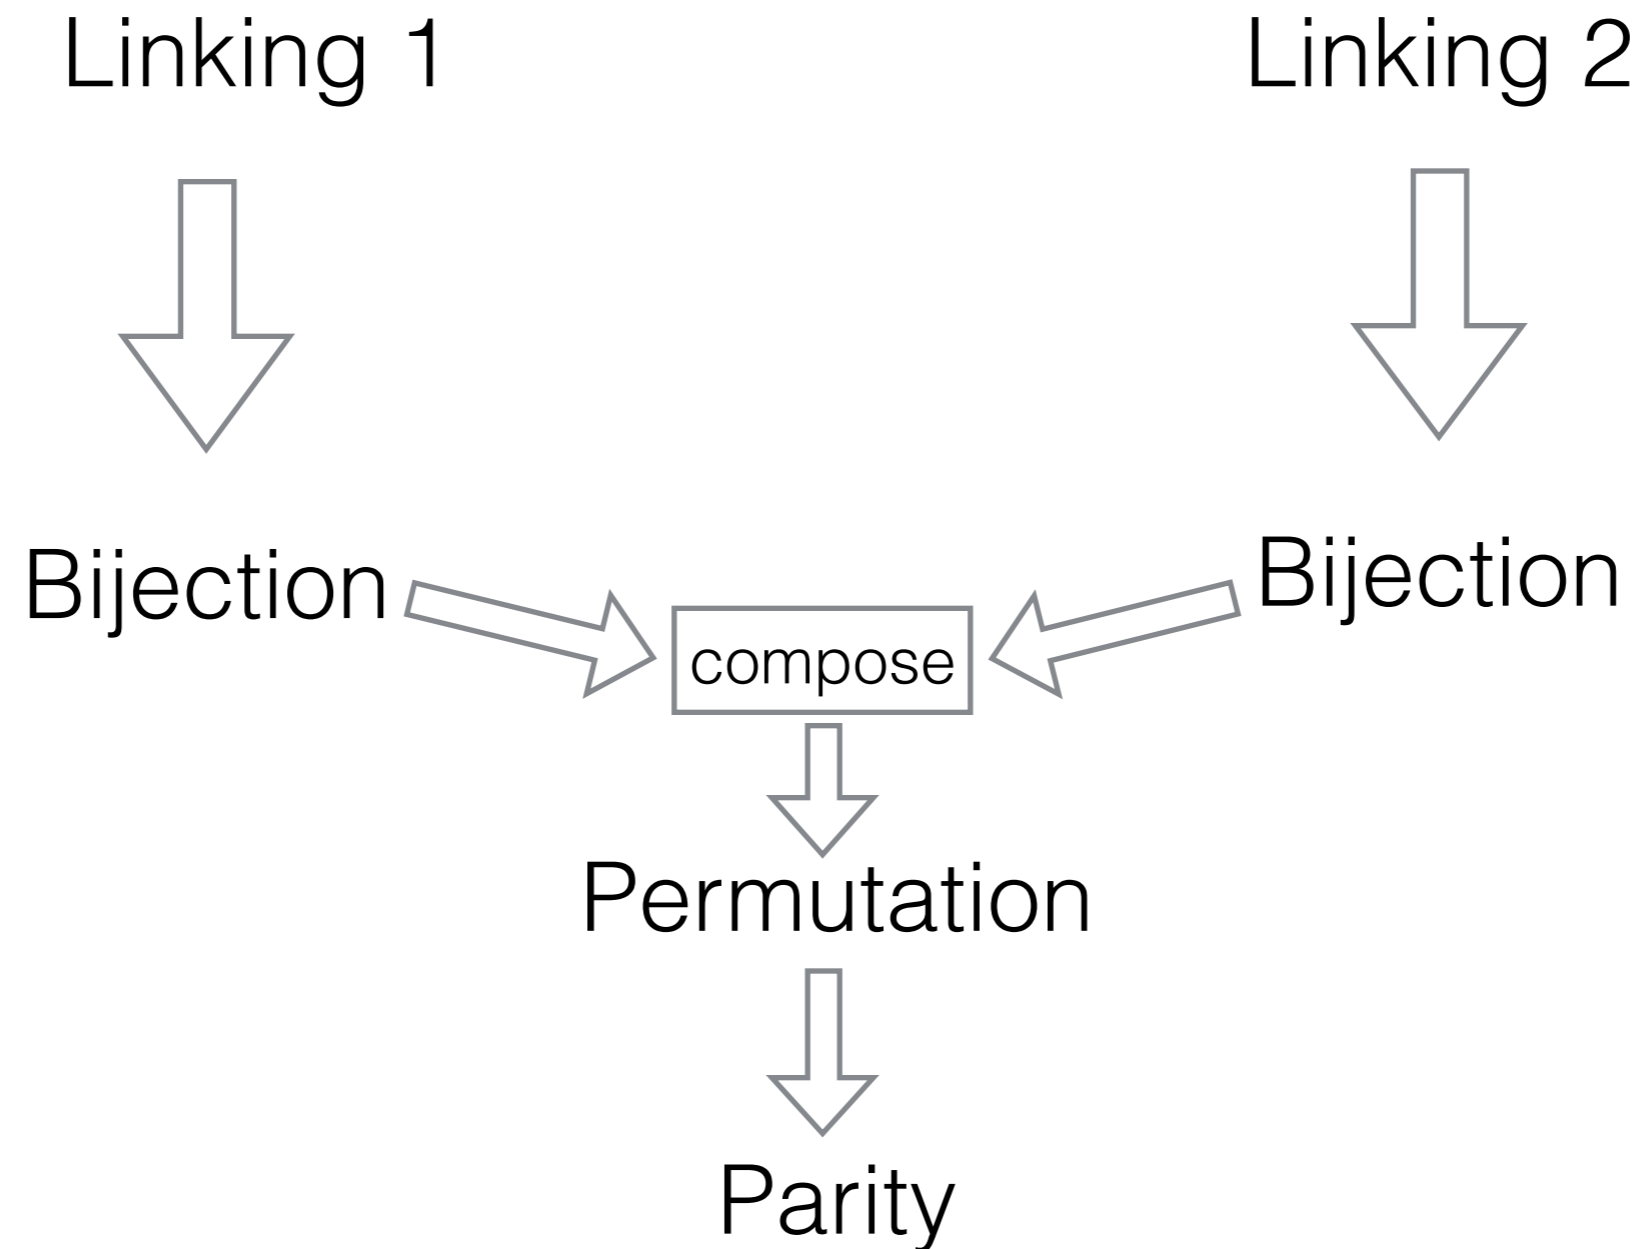 Linking 1
Linking 2
Bijection
Bijection
compose
Permutation
Parity